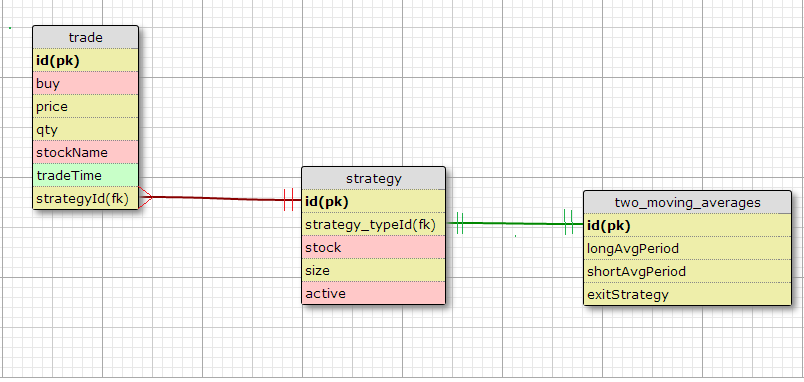 trade
id(pk)
buy
price
qty
stockName
tradeTime
strategyId(fk)
strategy
id(pk)
strategy_typeId(fk)
stock
size
active
two_moving_averages
id(pk)
longAvgPeriod
shortAvgPeriod
exitStrategy